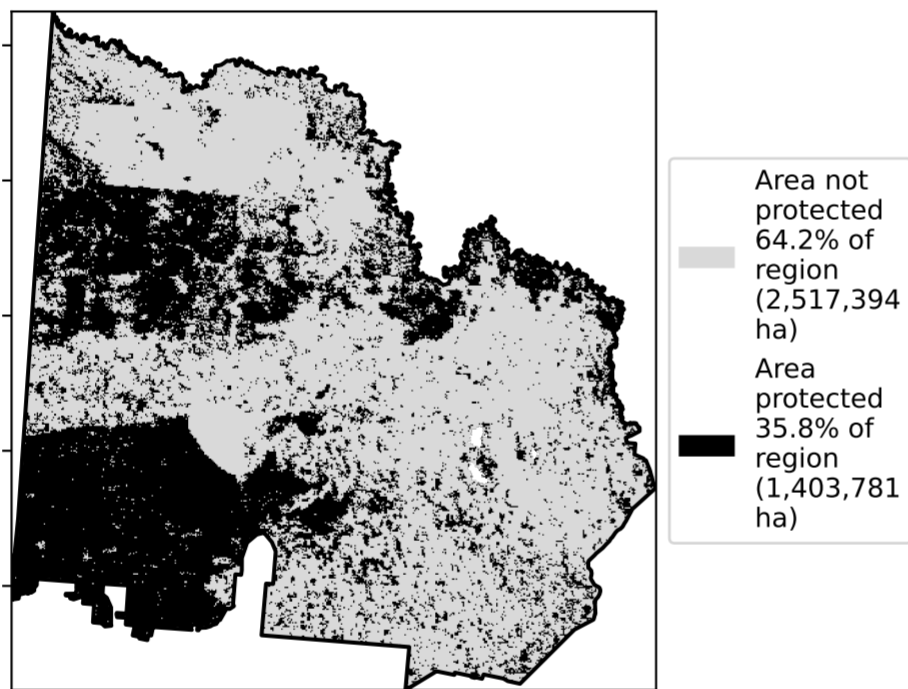 Area not
protected
64.2% of
region
(2,517,394
ha)
Area
protected
35.8% of
region
(1,403,781
ha)